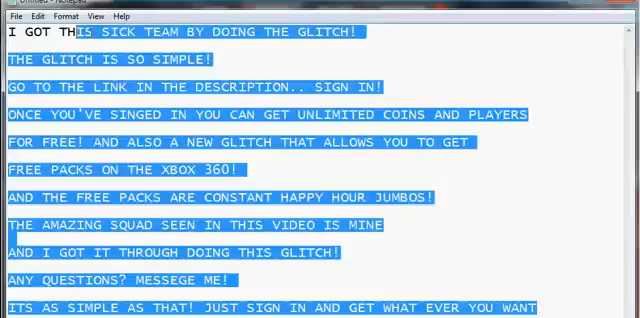 Untitled - Notepad
File Edit Format View Help
I GOT THIS SICK TEAM BY DOING THE GLITCH!
THE GLITCH IS SO SIMPLE!
GO TO THE LINK IN THE DESCRIPTION.. SIGN IN!
ONCE YOU'VE SINGED IN YOU CAN GET UNLIMITED COINS AND PLAYERS
FOR FREE! AND ALSO A NEW GLITCH THAT ALLOWS YOU TO GET
FREE PACKS ON THE XBOX 360!
AND THE FREE PACKS ARE CONSTANT HAPPY HOUR JUMBOS!
THE AMAZING SQUAD SEEN IN THIS VIDEO IS MINE
AND I GOT IT THROUGH DOING THIS GLITCH!
ANY QUESTIONS? MESSEGE ME!
ITS AS SIMPLE AS THAT! JUST SIGN IN AND GET WHAT EVER YOU WANT